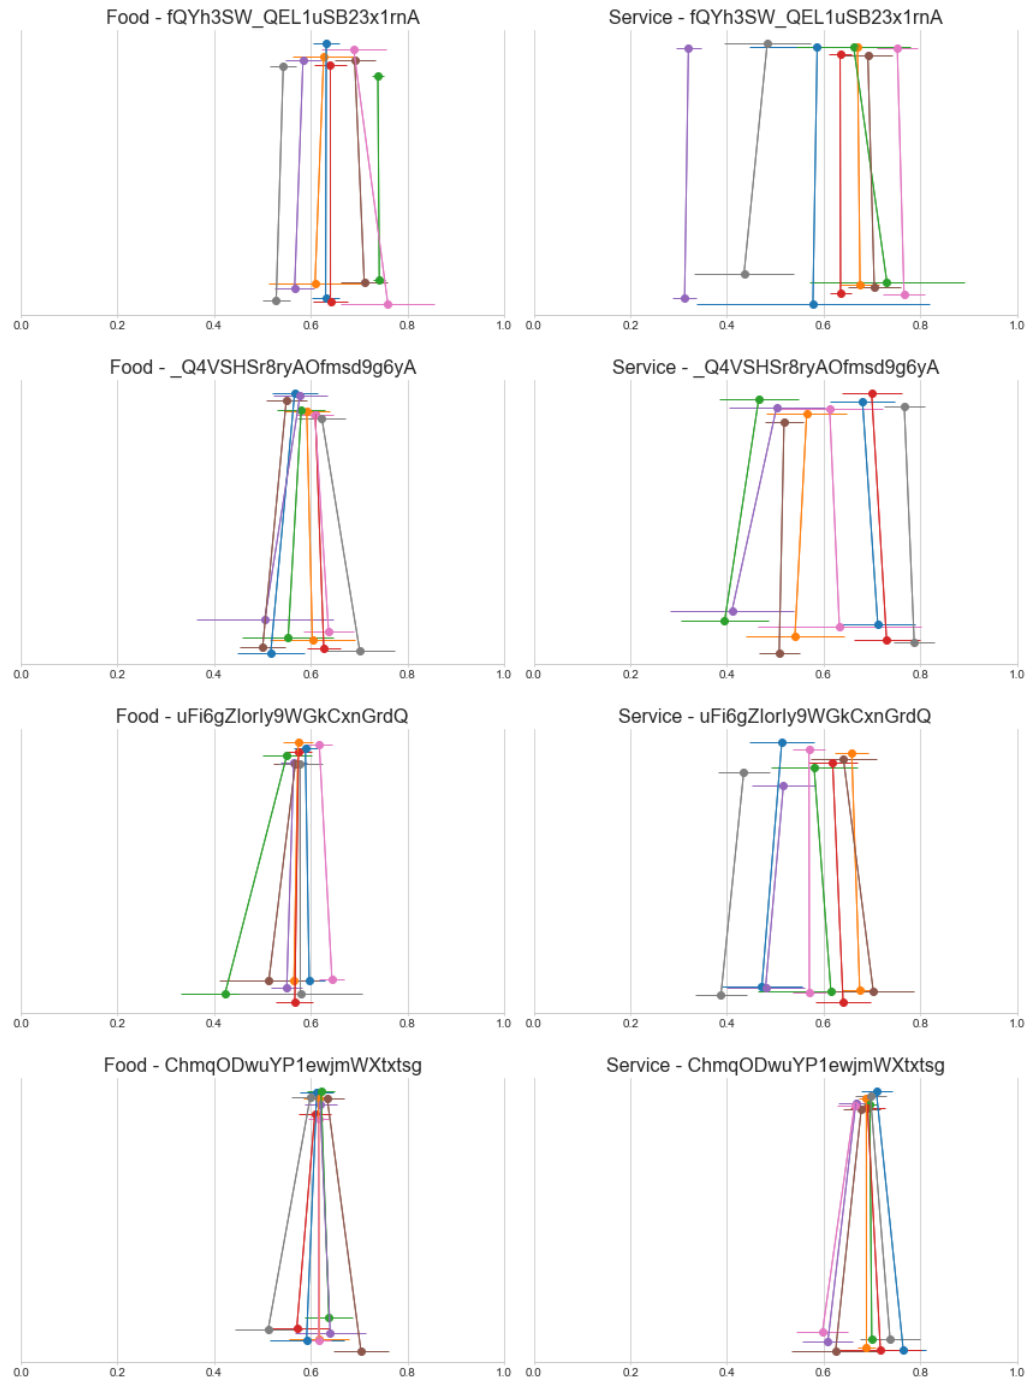 Food - fQYh3SW_QEL1uSB23x1rnA
Service - fQYh3SW_QEL1uSB23x1rnA
0.0 0.2 0.4 0.6 0.8 1.0
0.0 0.2 0.4 0.6 0.8 1.0
Food - _Q4VSHSr8ryAOfmsd9g6yA
Service - _Q4VSHSr8ryAOfmsd9g6yA
0.0 0.2 0.4 0.6 0.8 1.0
0.0 0.2 0.4 0.6 0.8 1.0
Food - uFi6gZlorIy9WGkCxnGrdQ
Service - uFi6gZlorIy9WGkCxnGrdQ
0.0 0.2 0.4 0.6 0.8 1.0
0.0 0.2 0.4 0.6 0.8 1.0
Food - ChmqODwuYP1ewjmWXtxtsg
Service - ChmqODwuYP1ewjmWXtxtsg
0.0 0.2 0.4 0.6 0.8 1.0
0.0 0.2 0.4 0.6 0.8 1.0